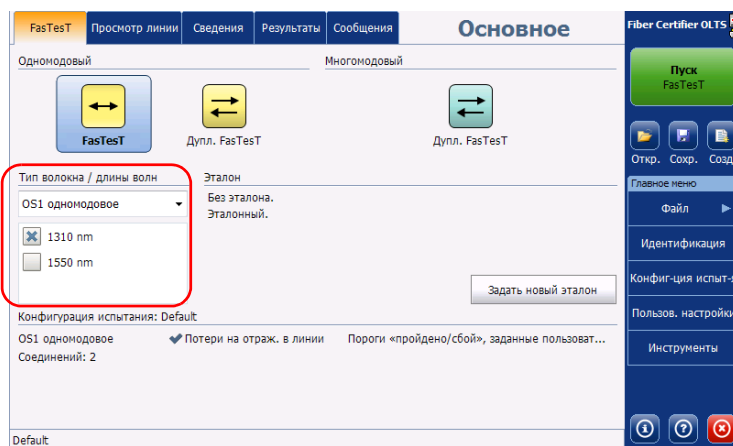 FasTesT
Просмотр линии
Сведения
Результаты
Сообщения
Основное
Fiber Certifier OLTS
Одномодовый
Многомодовый
FasTesT
Дупл. FasTesT
Дупл. FasTesT
Пуск
FasTesT
Откр.
Сохр.
Созд
Тип волокна / длины волн
Эталон
OS1 одномодовое
Без эталона.
Эталонный.
1310 nm
1550 nm
Задать новый эталон
Главное меню
Файл
Идентификация
Конфиг-ция испыт-
Пользов. настройки
Инструменты
Конфигурация испытания: Default
OS1 одномодовое
Потери на отраж. в линии
Пороги «пройдено/сбой», заданные пользоват...
Соединений: 2
Default